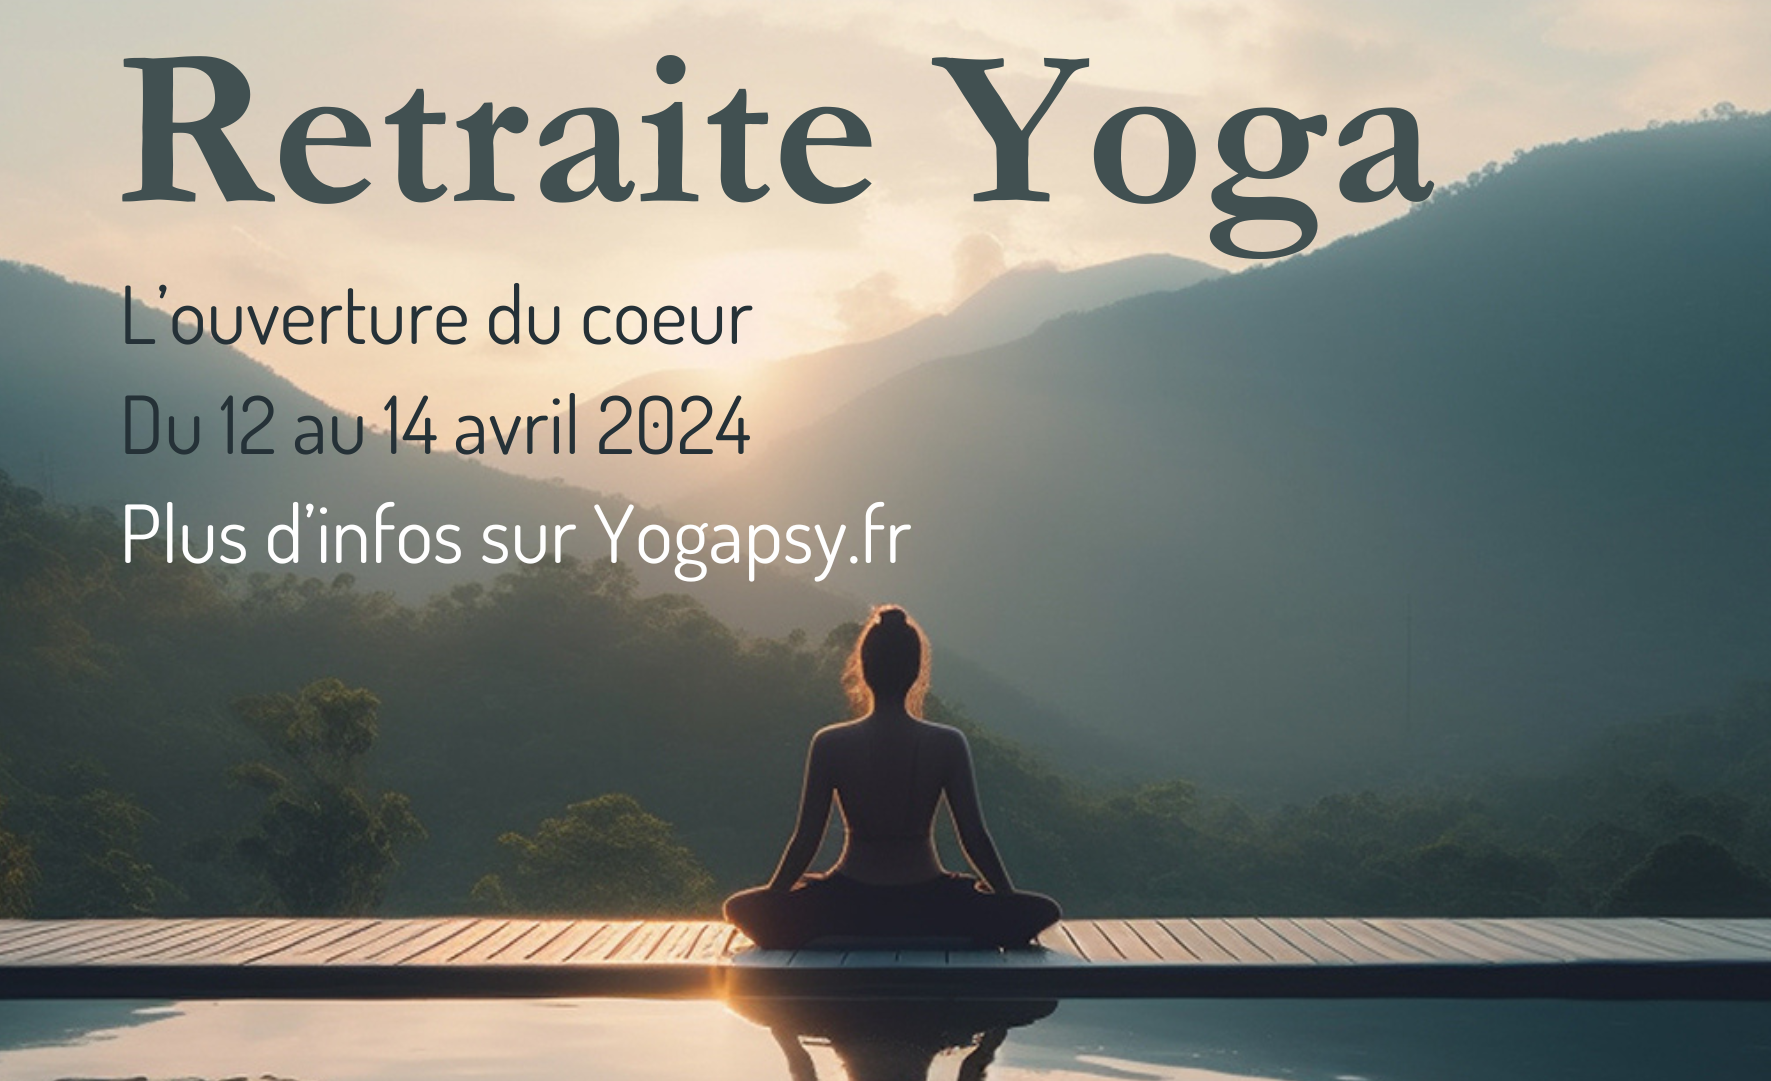 Retraite Yoga
L'ouverture du coeur
Du 12 au 14 avril 2024
Plus d'infos sur Yogapsy.fr